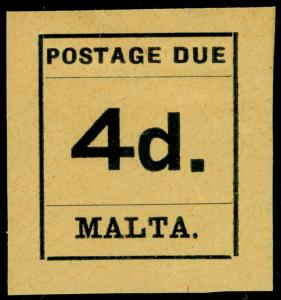 POSTAGE DUE
4d.
MALTA.